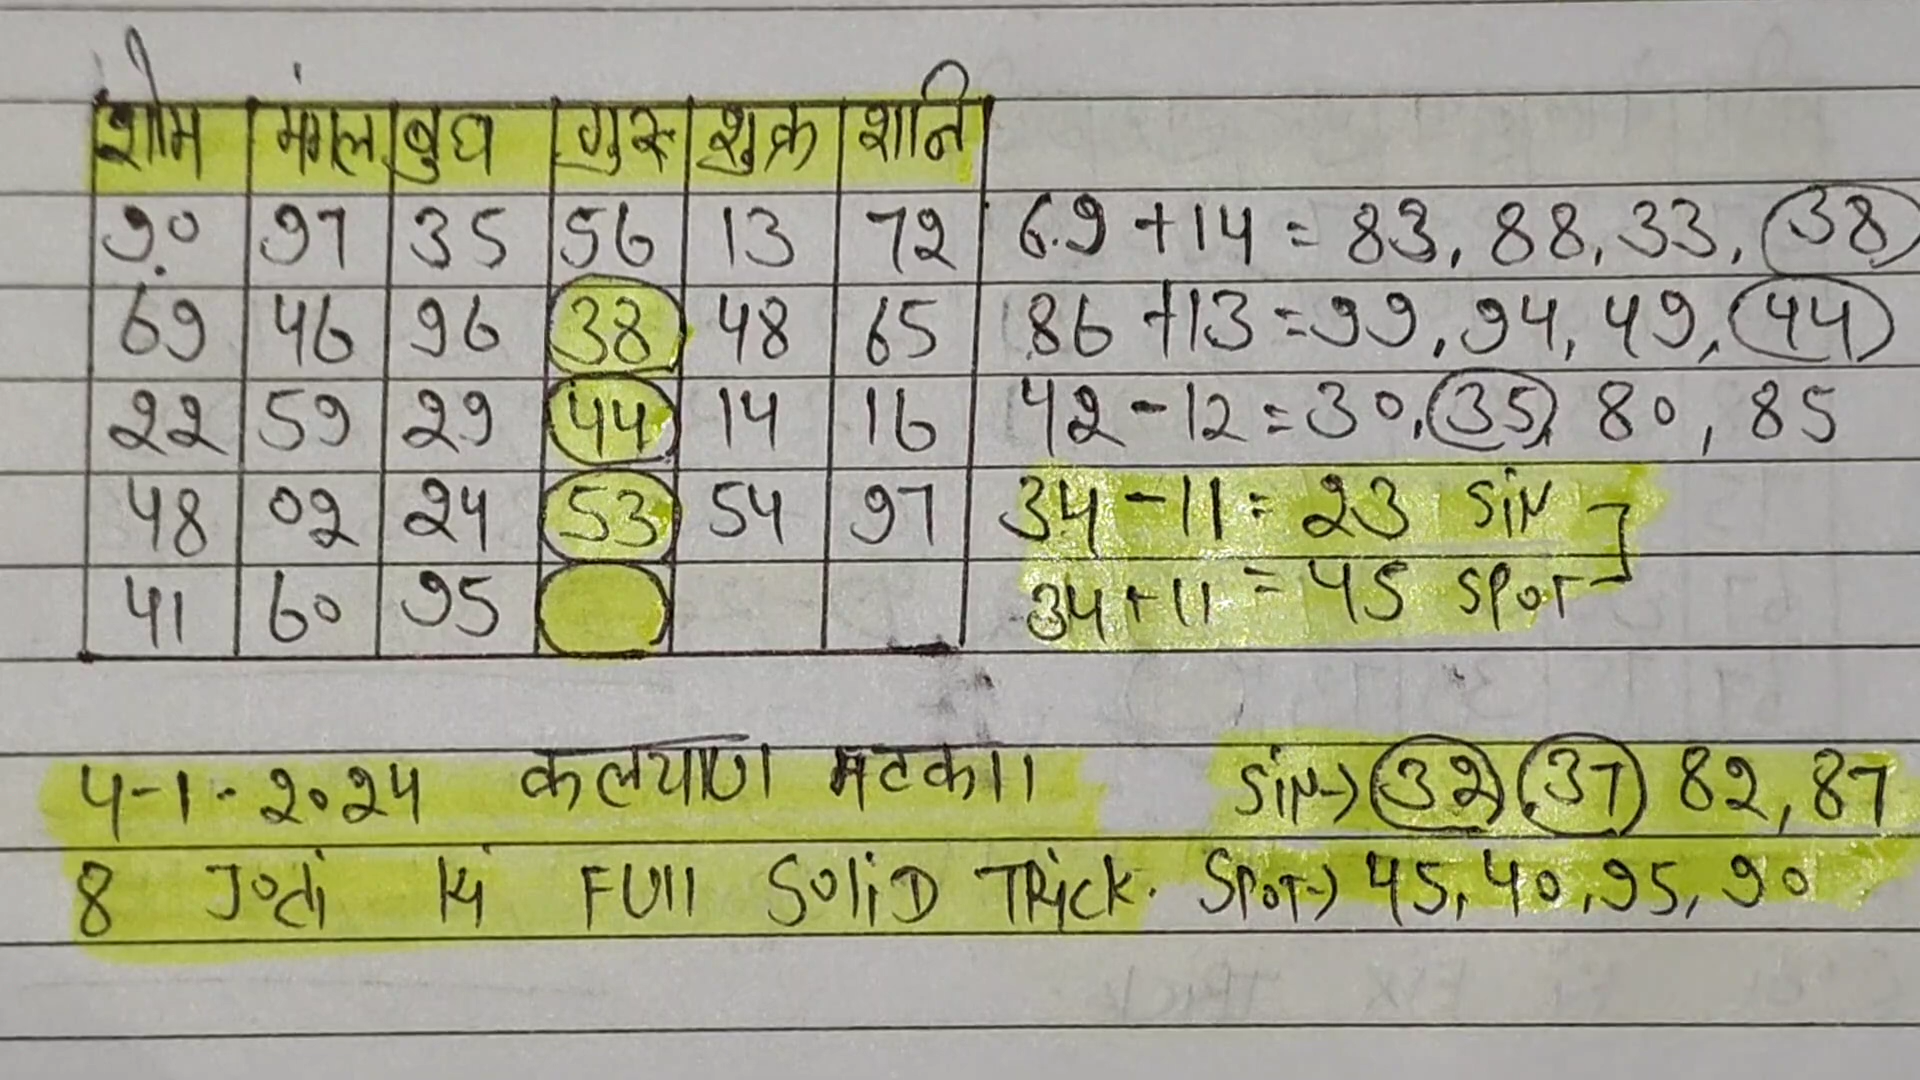 शोम मंगल बुध गुरु शुक्र शनि
90 97 35 56 13 72 69+14=83, 88, 33, 38
69 46 96 38 48 65 86+13=99, 94, 49, 44
22 59 29 44 14 16 42-12=30, 35, 80, 85
48 02 24 53 54 97 34-11=23 Sin
41 60 95 34+11=45 SPOT
4-1-2024 कलयाण मटका।। Sin→ 32 37 82, 87
8 Jodi Ki FUll SoliD TRick. SPOT→ 45, 40, 95, 90